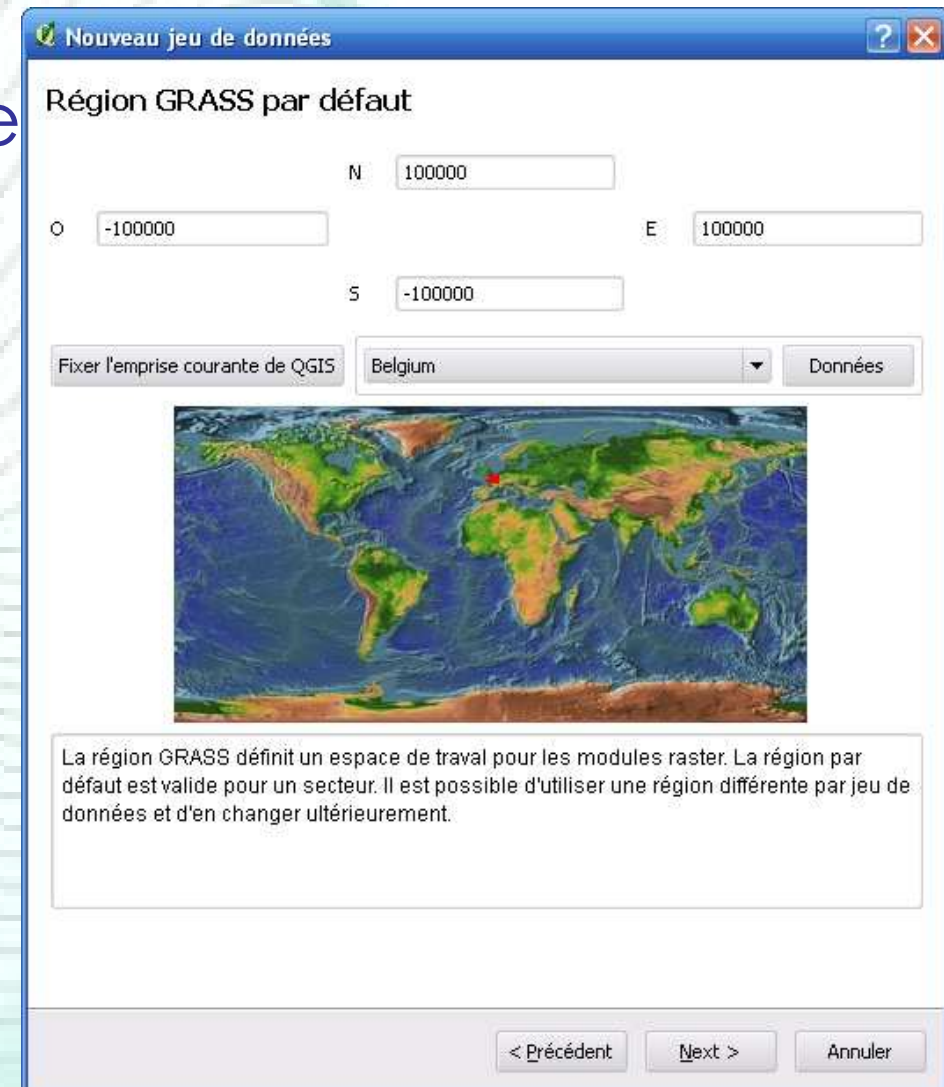 Nouveau jeu de données
e
Région GRASS par défaut
N 100000
O -100000 E 100000
S -100000
Fixer l'emprise courante de QGIS Belgium Données
La région GRASS définit un espace de traval pour les modules raster. La région par
défaut est valide pour un secteur. Il est possible d'utiliser une région différente par jeu de
données et d'en changer ultérieurement.
< Précédent Next > Annuler